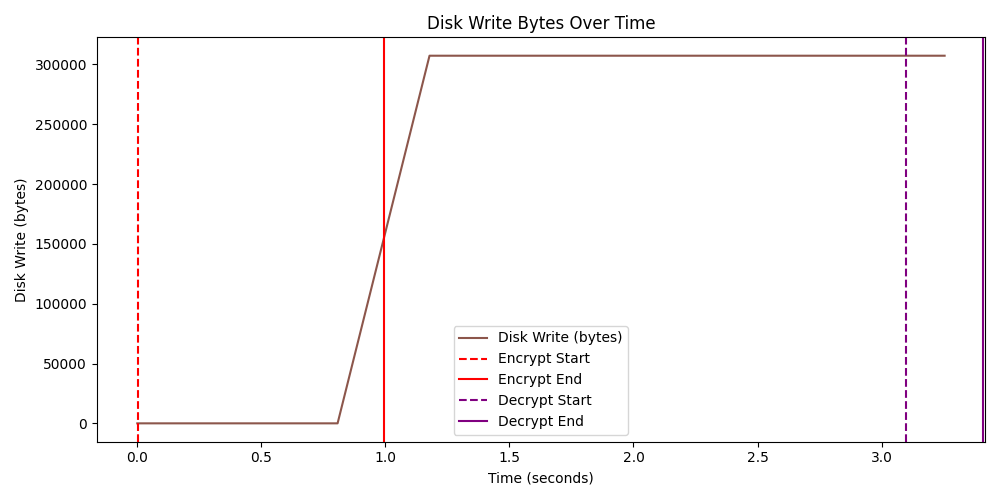 Disk Write Bytes Over Time
Disk Write (bytes)
300000
250000
200000
150000
100000
50000
0
Disk Write (bytes)
Encrypt Start
Encrypt End
Decrypt Start
Decrypt End
0.0 0.5 1.0 1.5 2.0 2.5 3.0
Time (seconds)